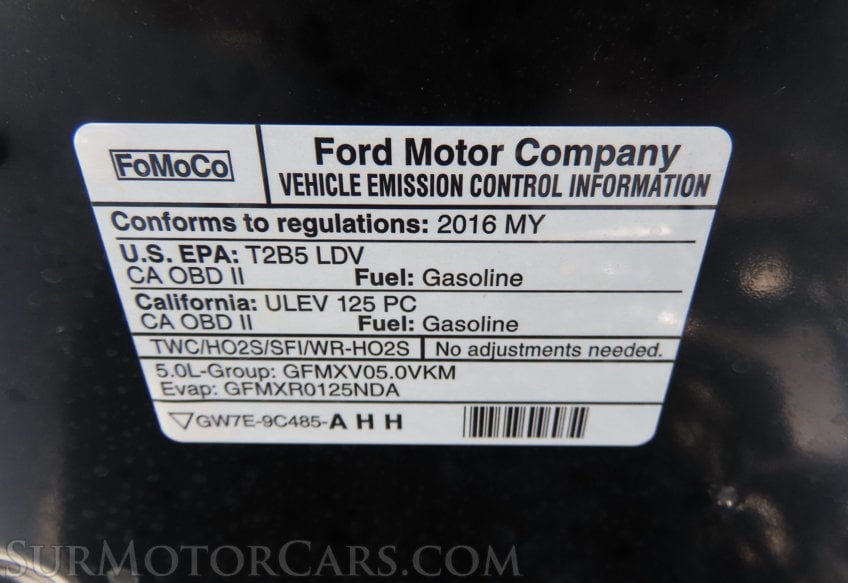 FoMoCo
Ford Motor Company
VEHICLE EMISSION CONTROL INFORMATION
Conforms to regulations: 2016 MY
U.S. EPA: T2B5 LDV
CA OBD II Fuel: Gasoline
California: ULEV 125 PC
CA OBD II Fuel: Gasoline
TWC/HO2S/SFI/WR-HO2S No adjustments needed.
5.0L-Group: GFMXV05.0VKM
Evap: GFMXR0125NDA
GW7E-9C485-A H H
SurMotorCars.com